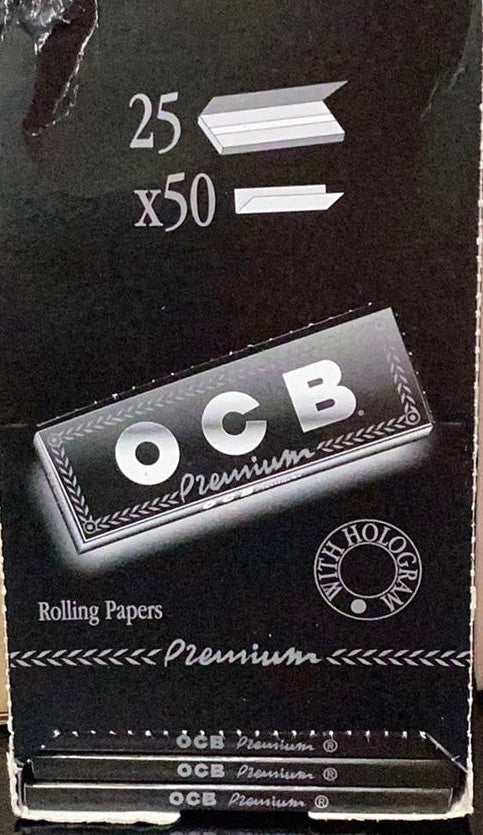 25
x50
OCB.
Premium
WITH HOLOGRAM
Rolling Papers
Premium
OCB Premium ®
OCB Premium ®
OCB Premium ®